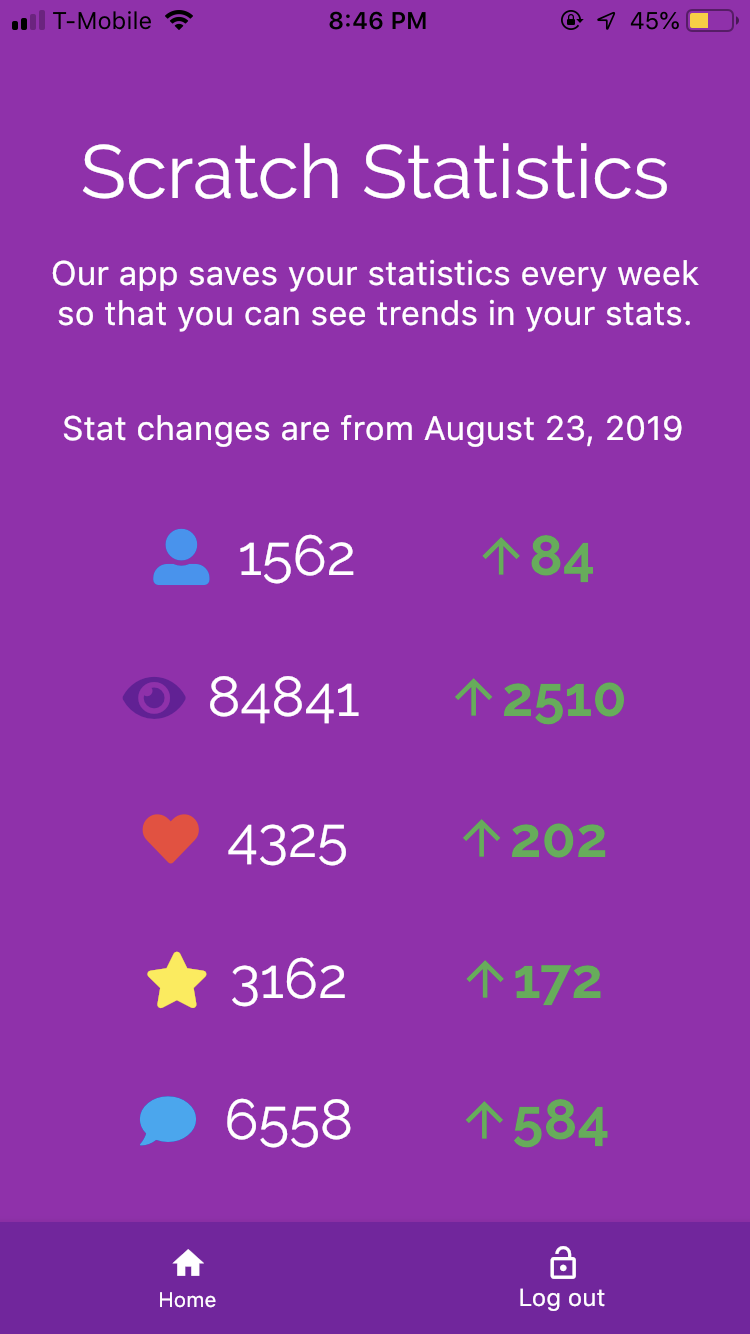 T-Mobile 8:46 PM 45%
Scratch Statistics
Our app saves your statistics every week
so that you can see trends in your stats.
Stat changes are from August 23, 2019
1562 ↑84
84841 ↑2510
4325 ↑202
3162 ↑172
6558 ↑584
Home Log out